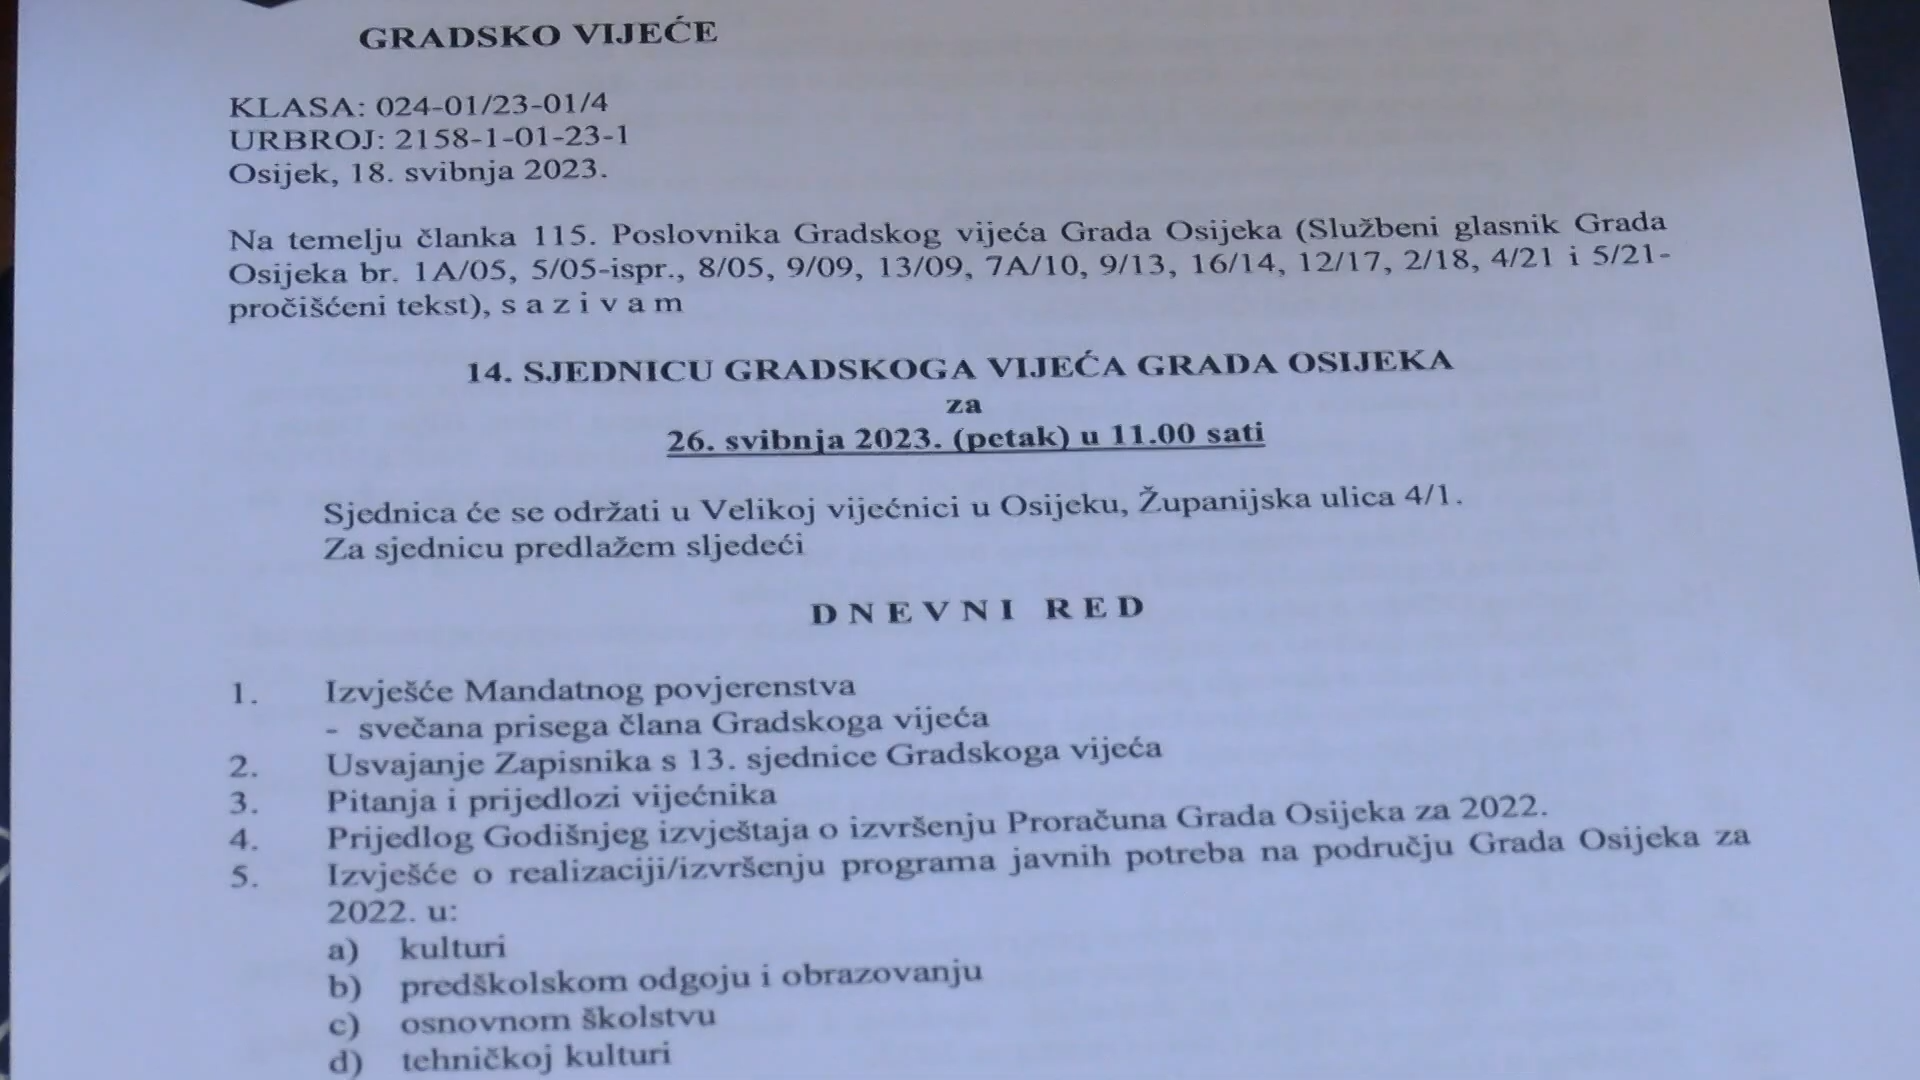 GRADSKO VIJEĆE
KLASA: 024-01/23-01/4
URBROJ: 2158-1-01-23-1
Osijek, 18. svibnja 2023.
Na temelju članka 115. Poslovnika Gradskog vijeća Grada Osijeka (Službeni glasnik Grada
Osijeka br. 1A/05, 5/05-ispr., 8/05, 9/09, 13/09, 7A/10, 9/13, 16/14, 12/17, 2/18, 4/21 i 5/21-
pročišćeni tekst), s a z i v a m
14. SJEDNICU GRADSKOGA VIJEĆA GRADA OSIJEKA
za
26. svibnja 2023. (petak) u 11.00 sati
Sjednica će se održati u Velikoj vijećnici u Osijeku, Županijska ulica 4/1.
Za sjednicu predlažem sljedeći
D N E V N I  R E D
1. Izvješće Mandatnog povjerenstva
- svečana prisega člana Gradskoga vijeća
2. Usvajanje Zapisnika s 13. sjednice Gradskoga vijeća
3. Pitanja i prijedlozi vijećnika
4. Prijedlog Godišnjeg izvještaja o izvršenju Proračuna Grada Osijeka za 2022.
5. Izvješće o realizaciji/izvršenju programa javnih potreba na području Grada Osijeka za
2022. u:
a) kulturi
b) predškolskom odgoju i obrazovanju
c) osnovnom školstvu
d) tehničkoj kulturi